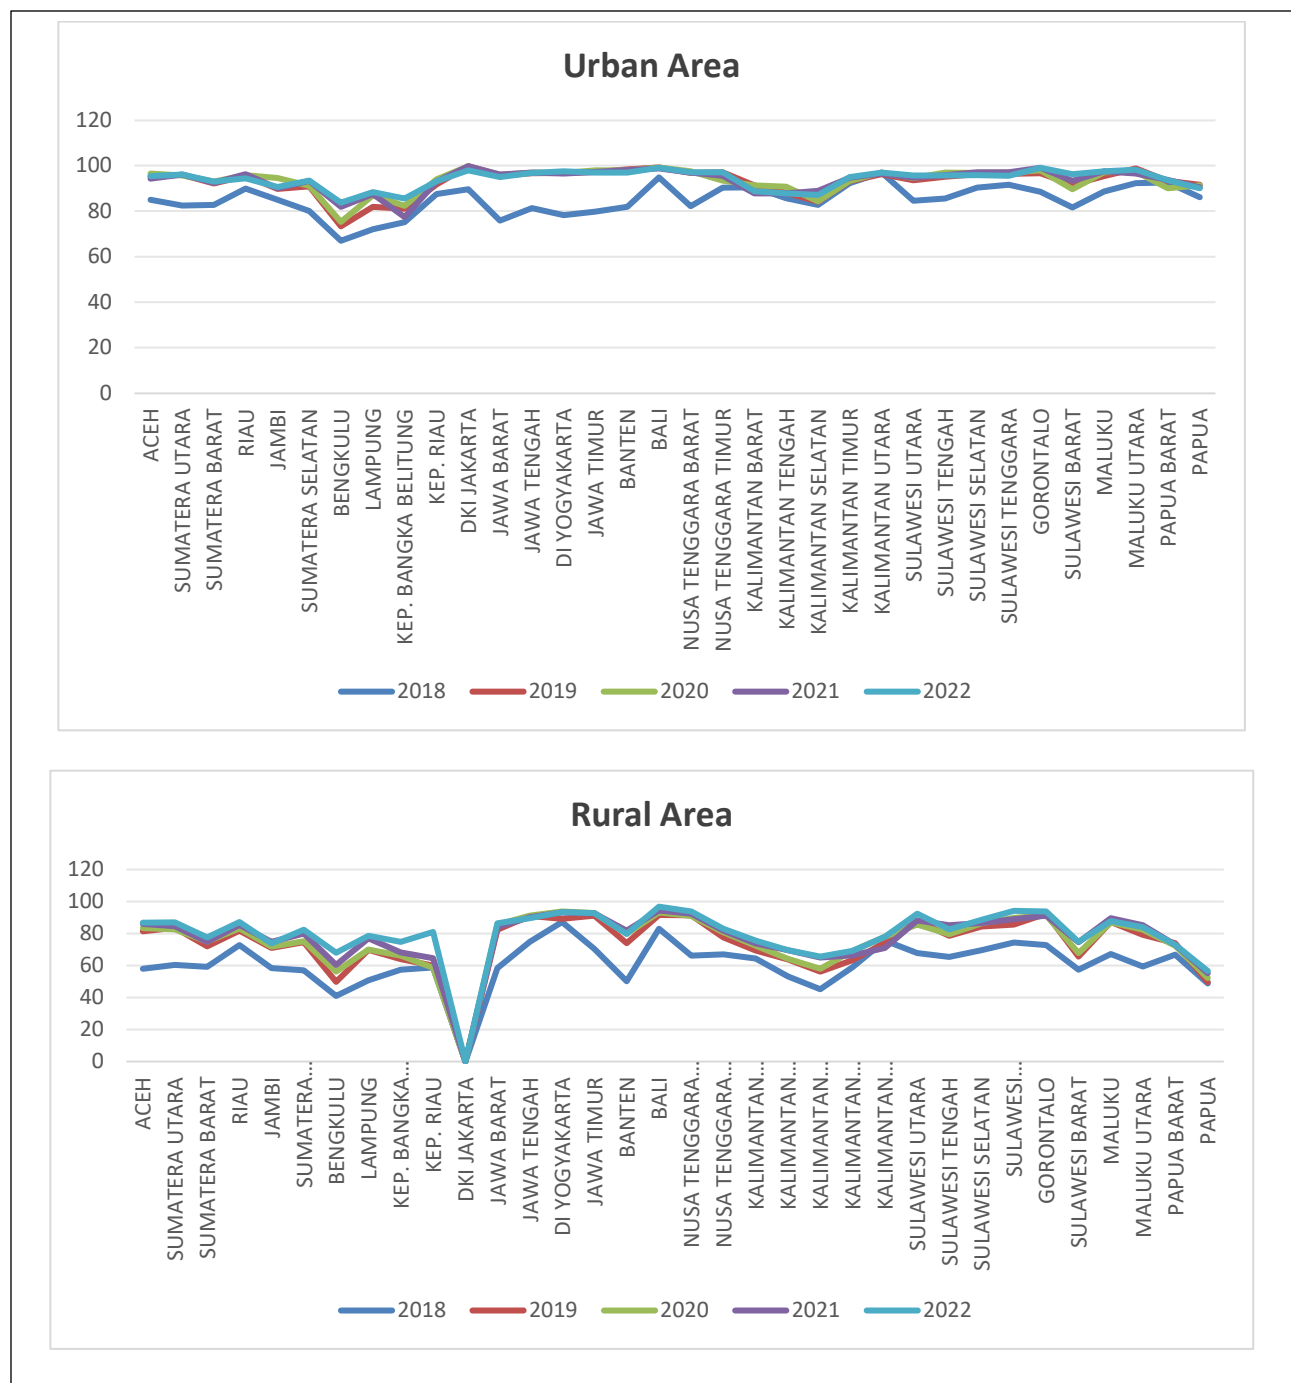 Urban Area
120
100
80
60
40
20
0
ACEH
SUMATERA UTARA
SUMATERA BARAT
RIAU
JAMBI
SUMATERA SELATAN
BENGKULU
LAMPUNG
KEP. BANGKA BELITUNG
KEP. RIAU
DKI JAKARTA
JAWA BARAT
JAWA TENGAH
DI YOGYAKARTA
JAWA TIMUR
BANTEN
BALI
NUSA TENGGARA BARAT
NUSA TENGGARA TIMUR
KALIMANTAN BARAT
KALIMANTAN TENGAH
KALIMANTAN SELATAN
KALIMANTAN TIMUR
KALIMANTAN UTARA
SULAWESI UTARA
SULAWESI TENGAH
SULAWESI SELATAN
SULAWESI TENGGARA
GORONTALO
SULAWESI BARAT
MALUKU
MALUKU UTARA
PAPUA BARAT
PAPUA
2018 2019 2020 2021 2022
Rural Area
120
100
80
60
40
20
0
ACEH
SUMATERA UTARA
SUMATERA BARAT
RIAU
JAMBI
SUMATERA…
BENGKULU
LAMPUNG
KEP. BANGKA…
KEP. RIAU
DKI JAKARTA
JAWA BARAT
JAWA TENGAH
DI YOGYAKARTA
JAWA TIMUR
BANTEN
BALI
NUSA TENGGARA…
NUSA TENGGARA…
KALIMANTAN…
KALIMANTAN…
KALIMANTAN…
KALIMANTAN…
KALIMANTAN…
SULAWESI UTARA
SULAWESI TENGAH
SULAWESI SELATAN
SULAWESI…
GORONTALO
SULAWESI BARAT
MALUKU
MALUKU UTARA
PAPUA BARAT
PAPUA
2018 2019 2020 2021 2022